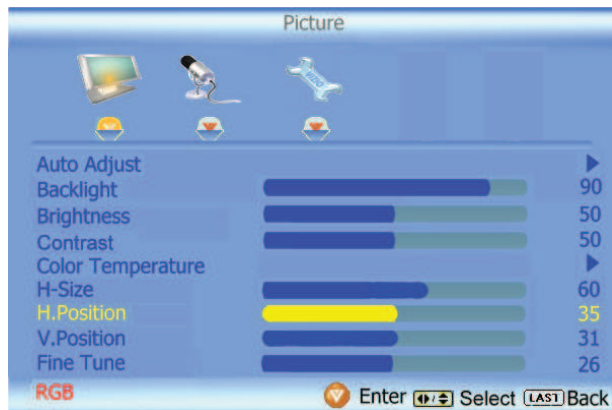 Picture
VIZIO
Auto Adjust
Backlight 90
Brightness 50
Contrast 50
Color Temperature
H-Size 60
H.Position 35
V.Position 31
Fine Tune 26
RGB Enter Select LAST Back